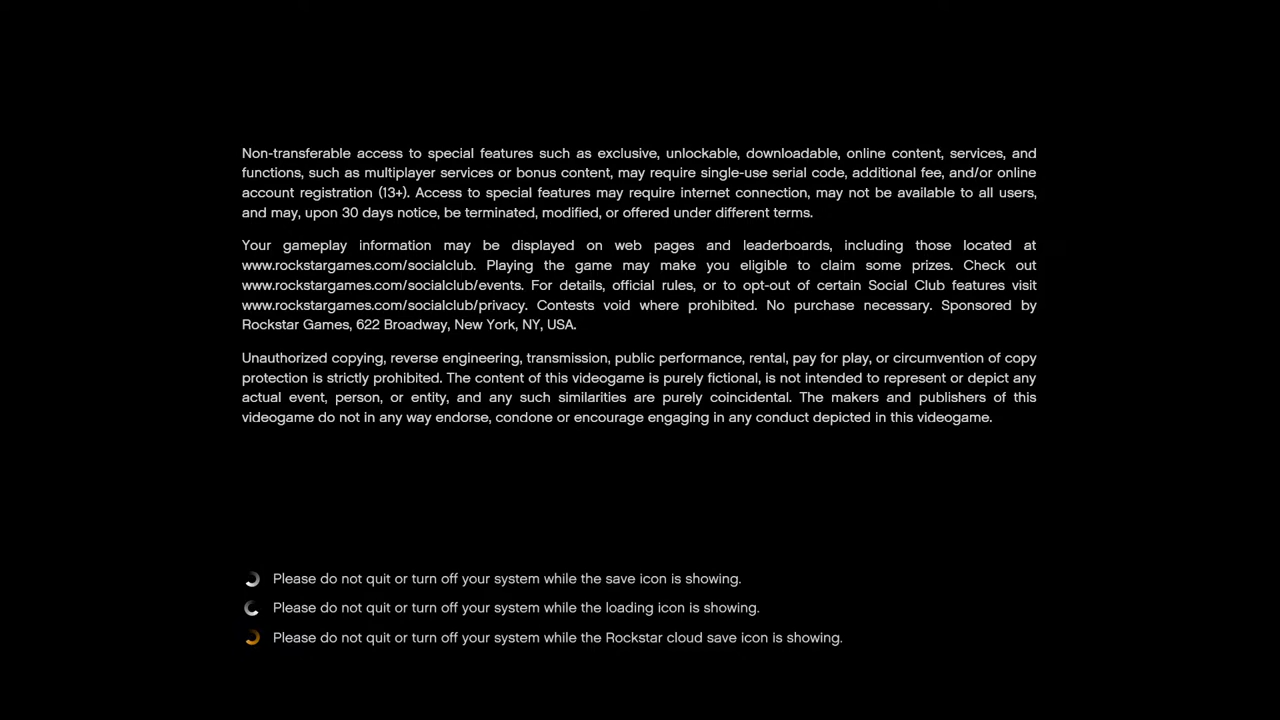 Non-transferable access to special features such as exclusive, unlockable, downloadable, online content, services, and
functions, such as multiplayer services or bonus content, may require single-use serial code, additional fee, and/or online
account registration (13+). Access to special features may require internet connection, may not be available to all users,
and may, upon 30 days notice, be terminated, modified, or offered under different terms.
Your gameplay information may be displayed on web pages and leaderboards, including those located at
www.rockstargames.com/socialclub. Playing the game may make you eligible to claim some prizes. Check out
www.rockstargames.com/socialclub/events. For details, official rules, or to opt-out of certain Social Club features visit
www.rockstargames.com/socialclub/privacy. Contests void where prohibited. No purchase necessary. Sponsored by
Rockstar Games, 622 Broadway, New York, NY, USA.
Unauthorized copying, reverse engineering, transmission, public performance, rental, pay for play, or circumvention of copy
protection is strictly prohibited. The content of this videogame is purely fictional, is not intended to represent or depict any
actual event, person, or entity, and any such similarities are purely coincidental. The makers and publishers of this
videogame do not in any way endorse, condone or encourage engaging in any conduct depicted in this videogame.
Please do not quit or turn off your system while the save icon is showing.
Please do not quit or turn off your system while the loading icon is showing.
Please do not quit or turn off your system while the Rockstar cloud save icon is showing.